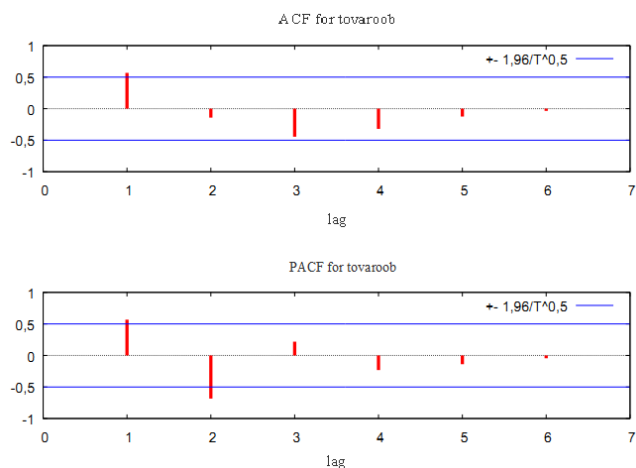 ACF for tovaroob
1
+- 1,96/T^0,5
0,5
0
-0,5
-1
0 1 2 3 4 5 6 7
lag
PACF for tovaroob
1
+- 1,96/T^0,5
0,5
0
-0,5
-1
0 1 2 3 4 5 6 7
lag